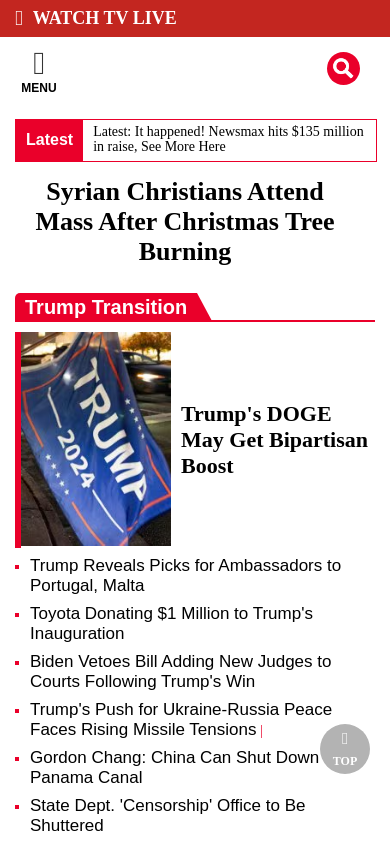 WATCH TV LIVE
MENU
Latest
Latest: It happened! Newsmax hits $135 million
in raise, See More Here
Syrian Christians Attend
Mass After Christmas Tree
Burning
Trump Transition
TRUMP
2024
Trump's DOGE
May Get Bipartisan
Boost
Trump Reveals Picks for Ambassadors to
Portugal, Malta
Toyota Donating $1 Million to Trump's
Inauguration
Biden Vetoes Bill Adding New Judges to
Courts Following Trump's Win
Trump's Push for Ukraine-Russia Peace
Faces Rising Missile Tensions |
TOP
Gordon Chang: China Can Shut Down
Panama Canal
State Dept. 'Censorship' Office to Be
Shuttered